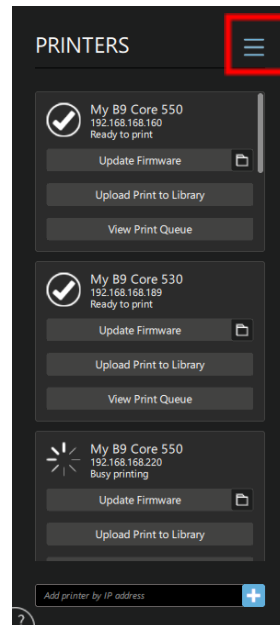 PRINTERS
My B9 Core 550
192.168.168.160
Ready to print
Update Firmware
Upload Print to Library
View Print Queue
My B9 Core 530
192.168.168.189
Ready to print
Update Firmware
Upload Print to Library
View Print Queue
My B9 Core 550
192.168.168.220
Busy printing
Update Firmware
Upload Print to Library
Add printer by IP address
?